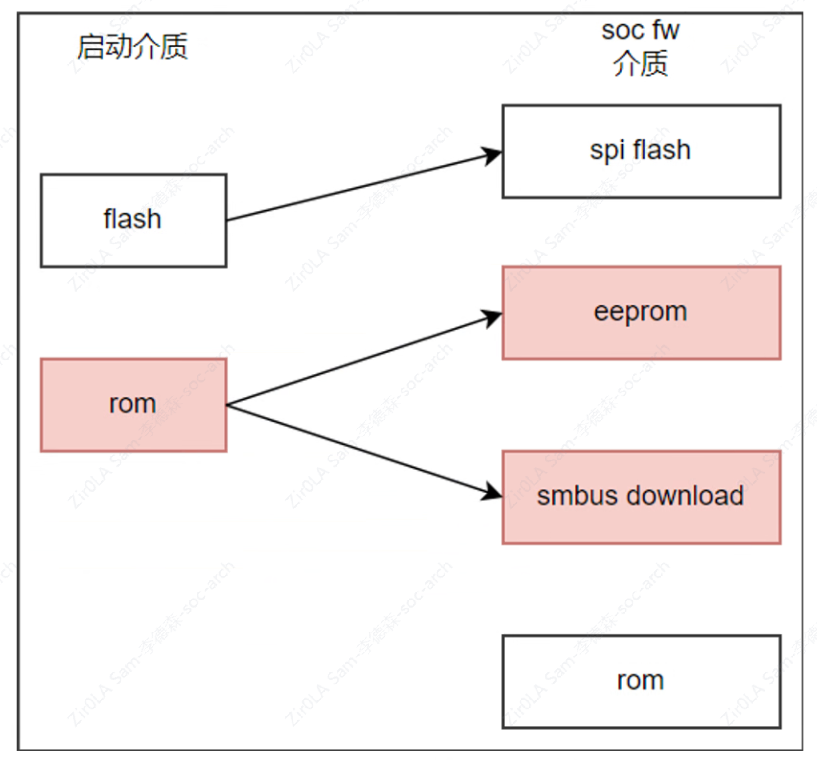 启动介质
soc fw
介质
flash
spi flash
rom
eeprom
smbus download
rom
Zir0LA Sam-李德森-soc-arch